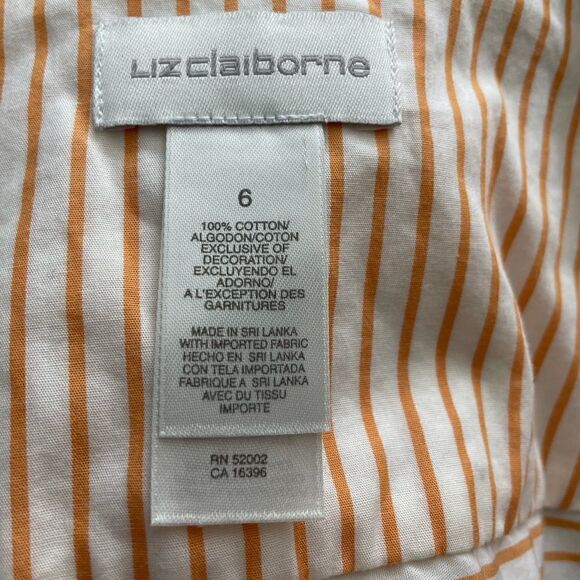 Lizclaiborne
6
100% COTTON/
ALGODON/COTON
EXCLUSIVE OF
DECORATION/
EXCLUYENDO EL
ADORNO/
A L'EXCEPTION DES
GARNITURES
MADE IN SRI LANKA
WITH IMPORTED FABRIC
HECHO EN SRI LANKA
CON TELA IMPORTADA
FABRIQUE A SRI LANKA
AVEC DU TISSU
IMPORTE
RN 52002
CA 16396